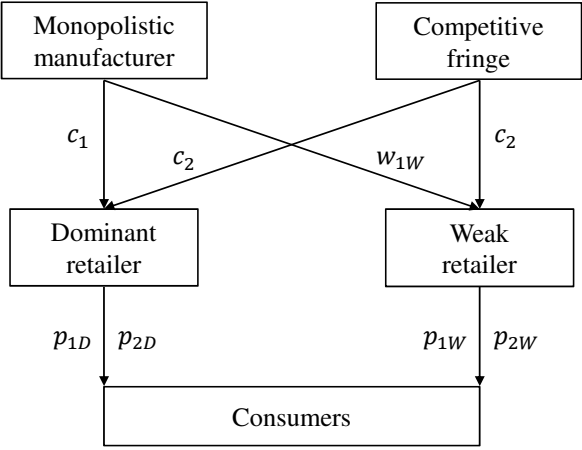 Monopolistic
manufacturer
Competitive
fringe
c₁
c₂
w₁W
c₂
Dominant
retailer
Weak
retailer
p₁D p₂D
p₁W p₂W
Consumers